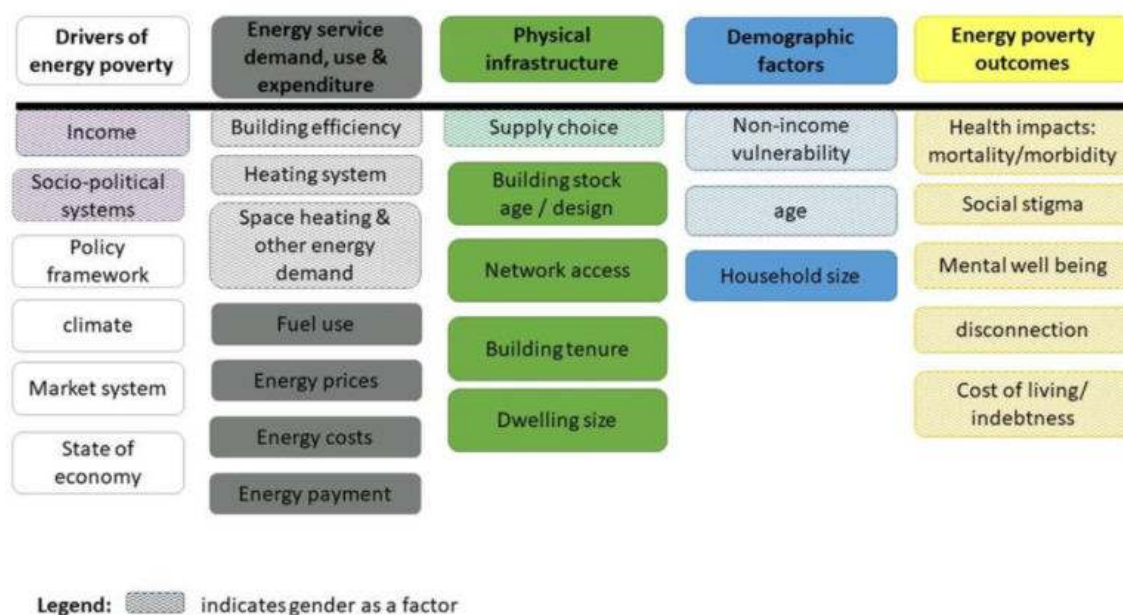 Drivers of
energy poverty
Energy service
demand, use &
expenditure
Physical
infrastructure
Demographic
factors
Energy poverty
outcomes
Income
Socio-political
systems
Policy
framework
climate
Market system
State of
economy
Building efficiency
Heating system
Space heating &
other energy
demand
Fuel use
Energy prices
Energy costs
Energy payment
Supply choice
Building stock
age / design
Network access
Building tenure
Dwelling size
Non-income
vulnerability
age
Household size
Health impacts:
mortality/morbidity
Social stigma
Mental well being
disconnection
Cost of living/
indebtness
Legend: indicates gender as a factor